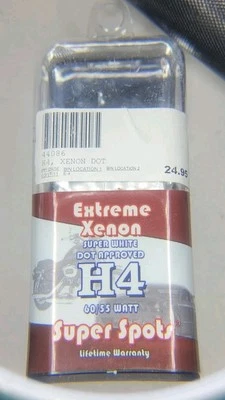 44086
H4, XENON DOT
24.95
Extreme
Xenon
SUPER WHITE
DOT APPROVED
H4
60/55 WATT
Super Spots
Lifetime Warranty